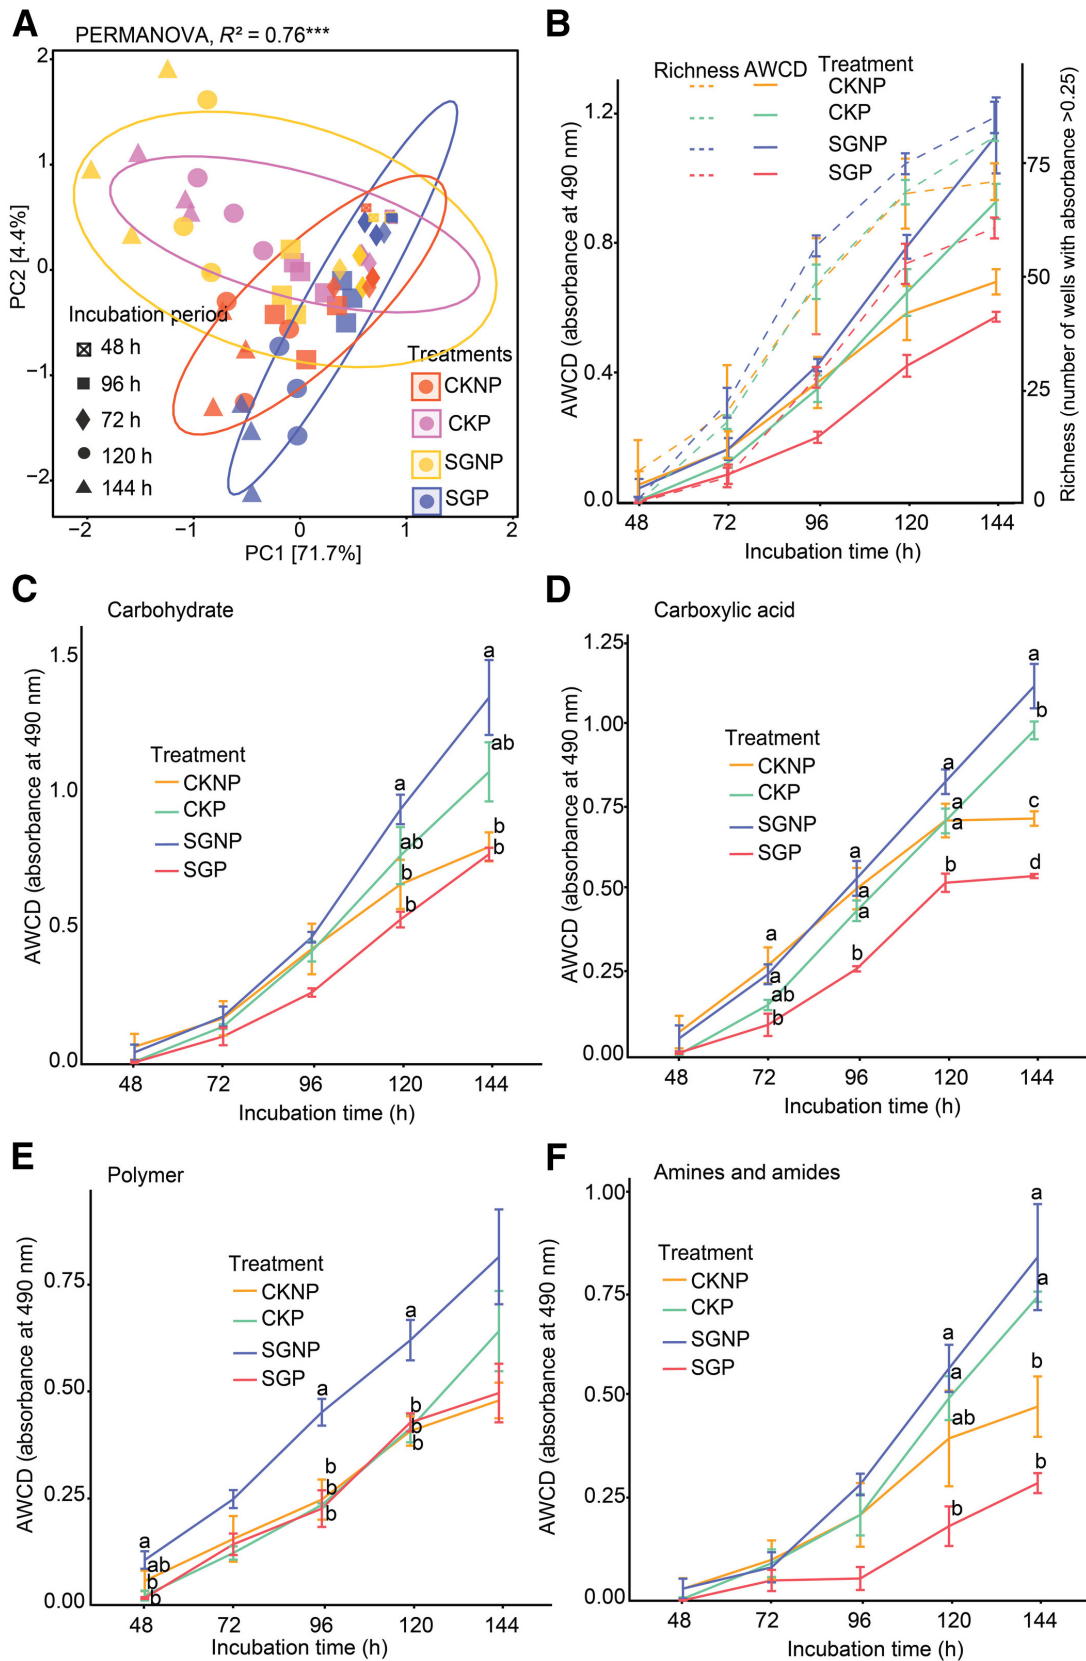 A
PERMANOVA, R² = 0.76***
2
1
0
−1
−2
PC2 [4.4%]
Incubation period
48 h
96 h
72 h
120 h
144 h
Treatments
CKNP
CKP
SGNP
SGP
−2
−1
0
1
2
PC1 [71.7%]
B
Richness AWCD Treatment
CKNP
CKP
SGNP
SGP
1.2
0.8
0.4
0.0
AWCD (absorbance at 490 nm)
75
50
25
0
Richness (number of wells with absorbance >0.25)
48
72
96
120
144
Incubation time (h)
C
Carbohydrate
1.5
1.0
0.5
0.0
AWCD (absorbance at 490 nm)
Treatment
CKNP
CKP
SGNP
SGP
a
ab
b
b
a
ab
b
b
48
72
96
120
144
Incubation time (h)
D
Carboxylic acid
1.25
1.00
0.75
0.50
0.25
0.00
AWCD (absorbance at 490 nm)
Treatment
CKNP
CKP
SGNP
SGP
a
a
ab
b
a
a
a
b
a
a
a
b
a
b
c
d
48
72
96
120
144
Incubation time (h)
E
Polymer
0.75
0.50
0.25
0.00
AWCD (absorbance at 490 nm)
Treatment
CKNP
CKP
SGNP
SGP
a
ab
b
b
a
b
b
b
a
b
b
b
48
72
96
120
144
Incubation time (h)
F
Amines and amides
1.00
0.75
0.50
0.25
0.00
AWCD (absorbance at 490 nm)
Treatment
CKNP
CKP
SGNP
SGP
a
a
ab
b
a
a
b
b
48
72
96
120
144
Incubation time (h)